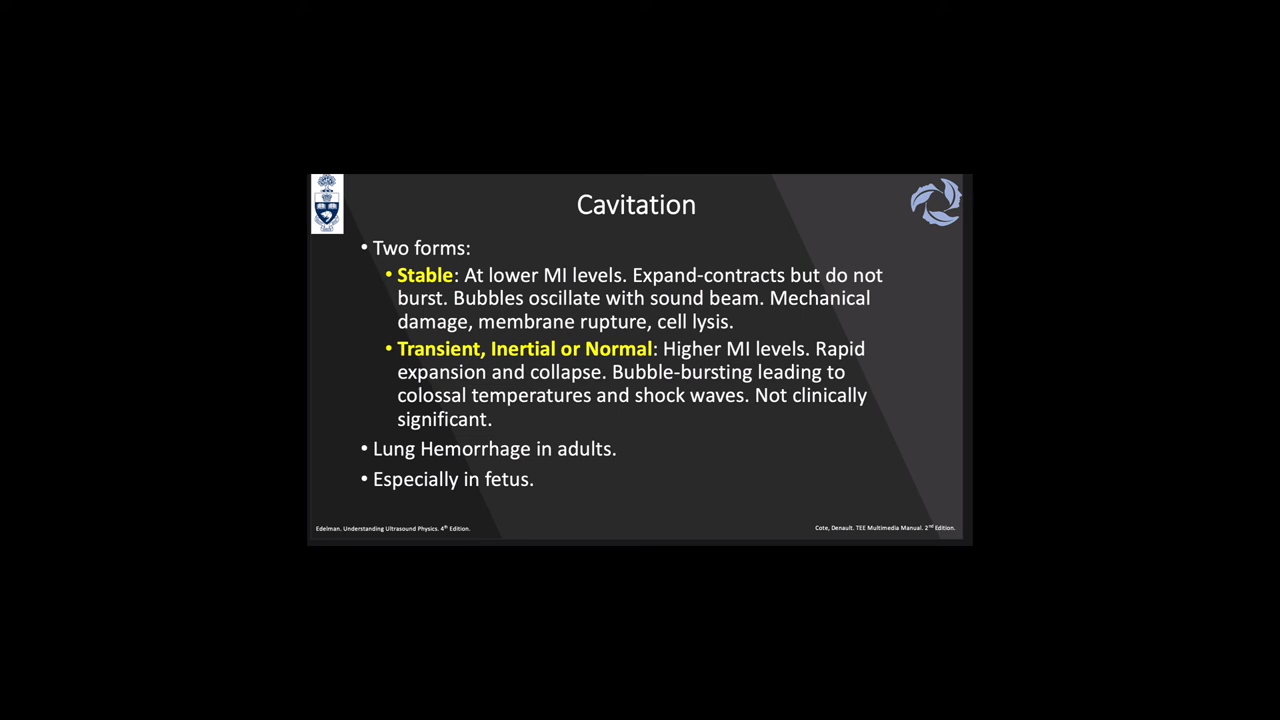 Cavitation
• Two forms:
• Stable: At lower MI levels. Expand-contracts but do not
burst. Bubbles oscillate with sound beam. Mechanical
damage, membrane rupture, cell lysis.
• Transient, Inertial or Normal: Higher MI levels. Rapid
expansion and collapse. Bubble-bursting leading to
colossal temperatures and shock waves. Not clinically
significant.
• Lung Hemorrhage in adults.
• Especially in fetus.
Edelman. Understanding Ultrasound Physics. 4th Edition.
Cote, Denault. TEE Multimedia Manual. 2nd Edition.